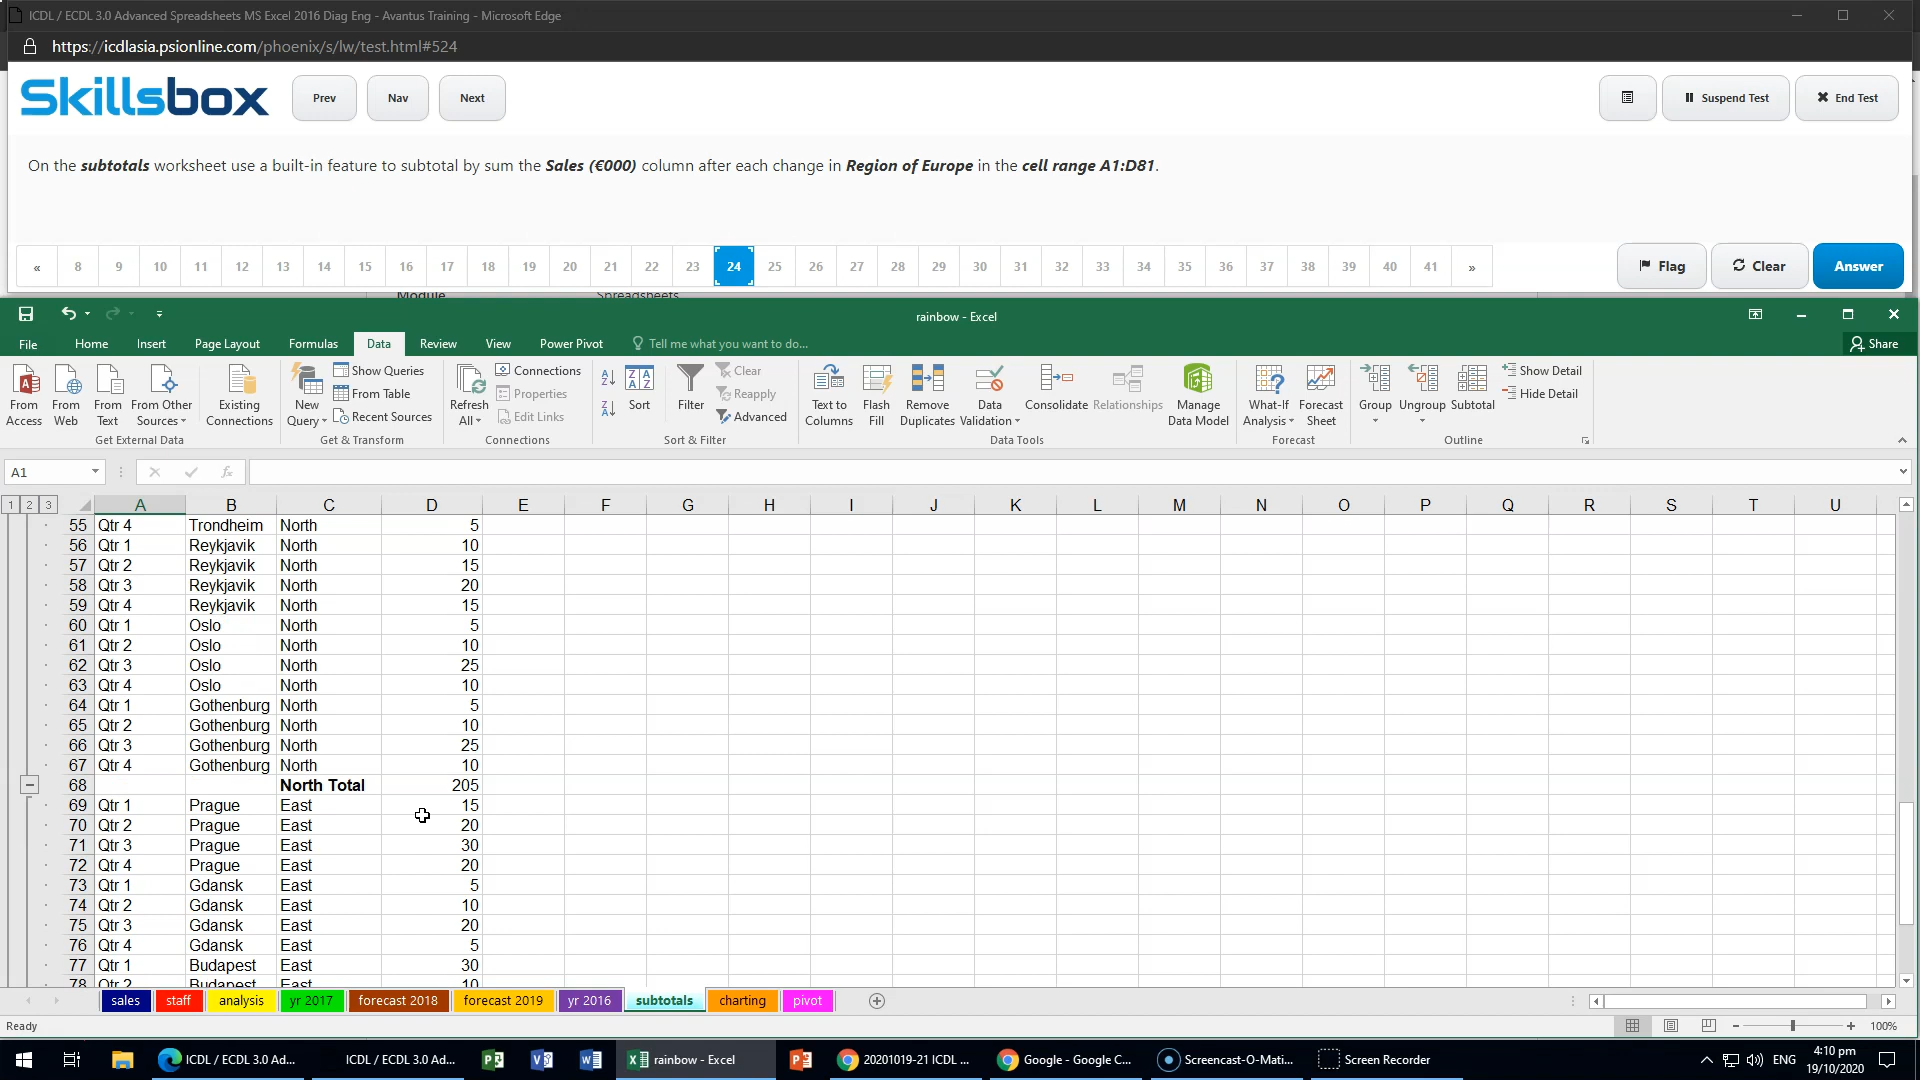 ICDL / ECDL 3.0 Advanced Spreadsheets MS Excel 2016 Diag Eng - Avantus Training - Microsoft Edge
https://icdlasia.psionline.com/phoenix/s/lw/test.html#524
Skillsbox Prev Nav Next Suspend Test End Test
On the subtotals worksheet use a built-in feature to subtotal by sum the Sales (€000) column after each change in Region of Europe in the cell range A1:D81.
« 8 9 10 11 12 13 14 15 16 17 18 19 20 21 22 23 24 25 26 27 28 29 30 31 32 33 34 35 36 37 38 39 40 41 » Flag Clear Answer
Module Spreadsheets
rainbow - Excel
File Home Insert Page Layout Formulas Data Review View Power Pivot Tell me what you want to do... Share
From Access From Web From Text From Other Sources Existing Connections New Query Show Queries From Table Recent Sources Refresh All Connections Properties Edit Links Sort Filter Clear Reapply Advanced Text to Columns Flash Fill Remove Duplicates Data Validation Consolidate Relationships Manage Data Model What-If Analysis Forecast Sheet Group Ungroup Subtotal Show Detail Hide Detail
Get External Data Get & Transform Connections Sort & Filter Data Tools Forecast Outline
A1 fx
1 2 3 A B C D E F G H I J K L M N O P Q R S T U
55 Qtr 4 Trondheim North 5
56 Qtr 1 Reykjavik North 10
57 Qtr 2 Reykjavik North 15
58 Qtr 3 Reykjavik North 20
59 Qtr 4 Reykjavik North 15
60 Qtr 1 Oslo North 5
61 Qtr 2 Oslo North 10
62 Qtr 3 Oslo North 25
63 Qtr 4 Oslo North 10
64 Qtr 1 Gothenburg North 5
65 Qtr 2 Gothenburg North 10
66 Qtr 3 Gothenburg North 25
67 Qtr 4 Gothenburg North 10
68 North Total 205
69 Qtr 1 Prague East 15
70 Qtr 2 Prague East 20
71 Qtr 3 Prague East 30
72 Qtr 4 Prague East 20
73 Qtr 1 Gdansk East 5
74 Qtr 2 Gdansk East 10
75 Qtr 3 Gdansk East 20
76 Qtr 4 Gdansk East 5
77 Qtr 1 Budapest East 30
78 Qtr 2 Budapest East 10
sales staff analysis yr 2017 forecast 2018 forecast 2019 yr 2016 subtotals charting pivot
Ready 100%
ICDL / ECDL 3.0 Ad... ICDL / ECDL 3.0 Ad... rainbow - Excel 20201019-21 ICDL ... Google - Google C... Screencast-O-Mati... Screen Recorder ENG 4:10 pm
19/10/2020